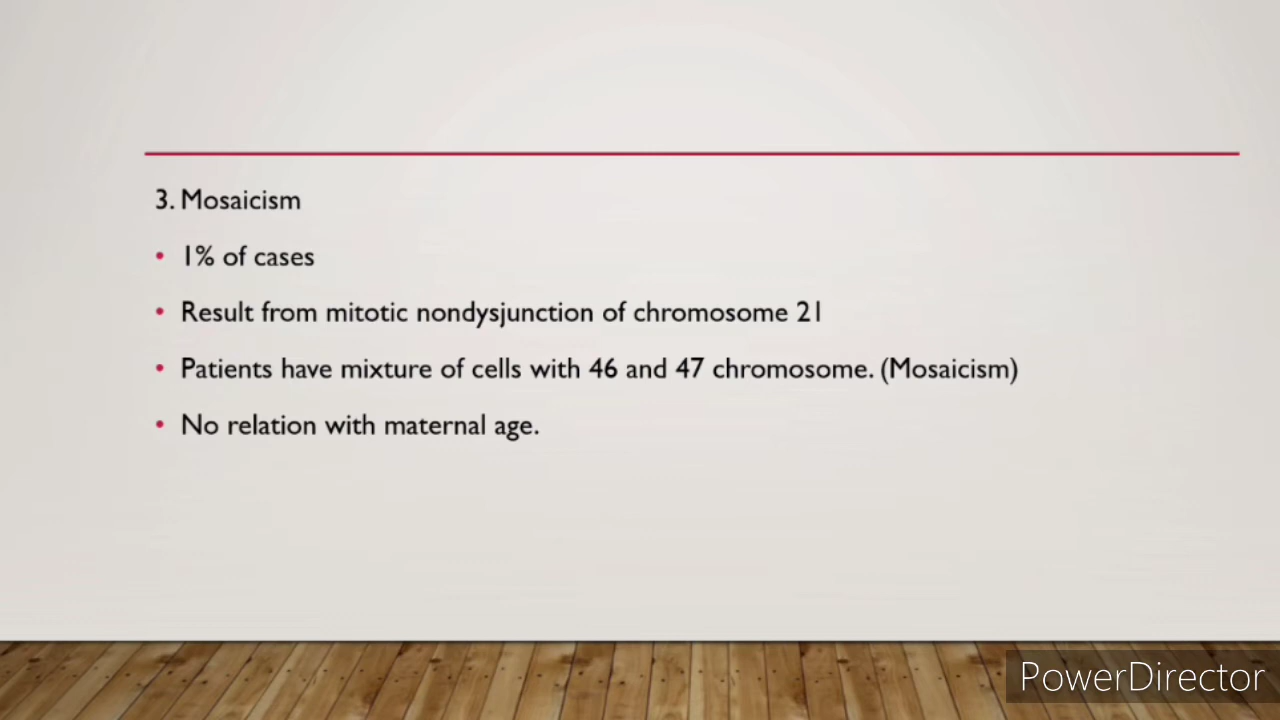 3. Mosaicism
• 1% of cases
• Result from mitotic nondysjunction of chromosome 21
• Patients have mixture of cells with 46 and 47 chromosome. (Mosaicism)
• No relation with maternal age.
PowerDirector